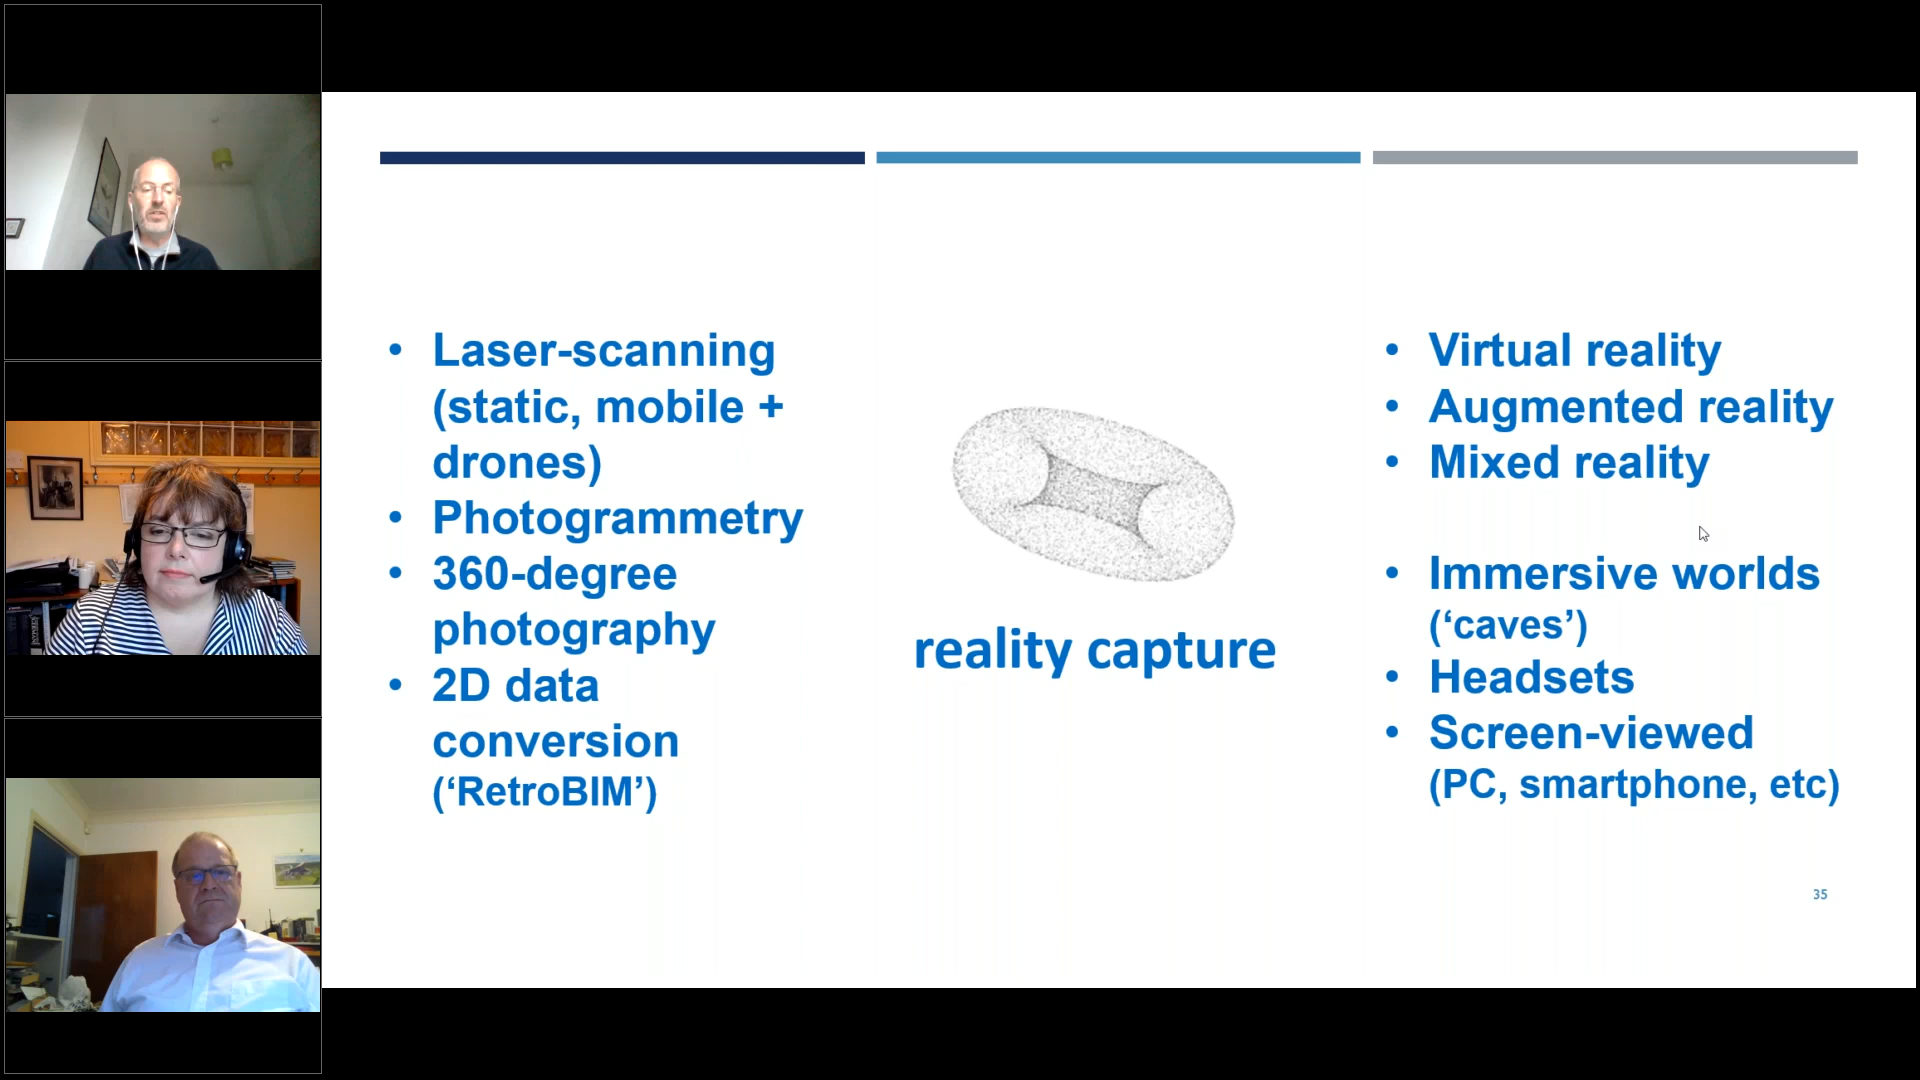 • Laser-scanning
(static, mobile +
drones)
• Photogrammetry
• 360-degree
photography
• 2D data
conversion
(‘RetroBIM’)
reality capture
• Virtual reality
• Augmented reality
• Mixed reality
• Immersive worlds
(‘caves’)
• Headsets
• Screen-viewed
(PC, smartphone, etc)
35